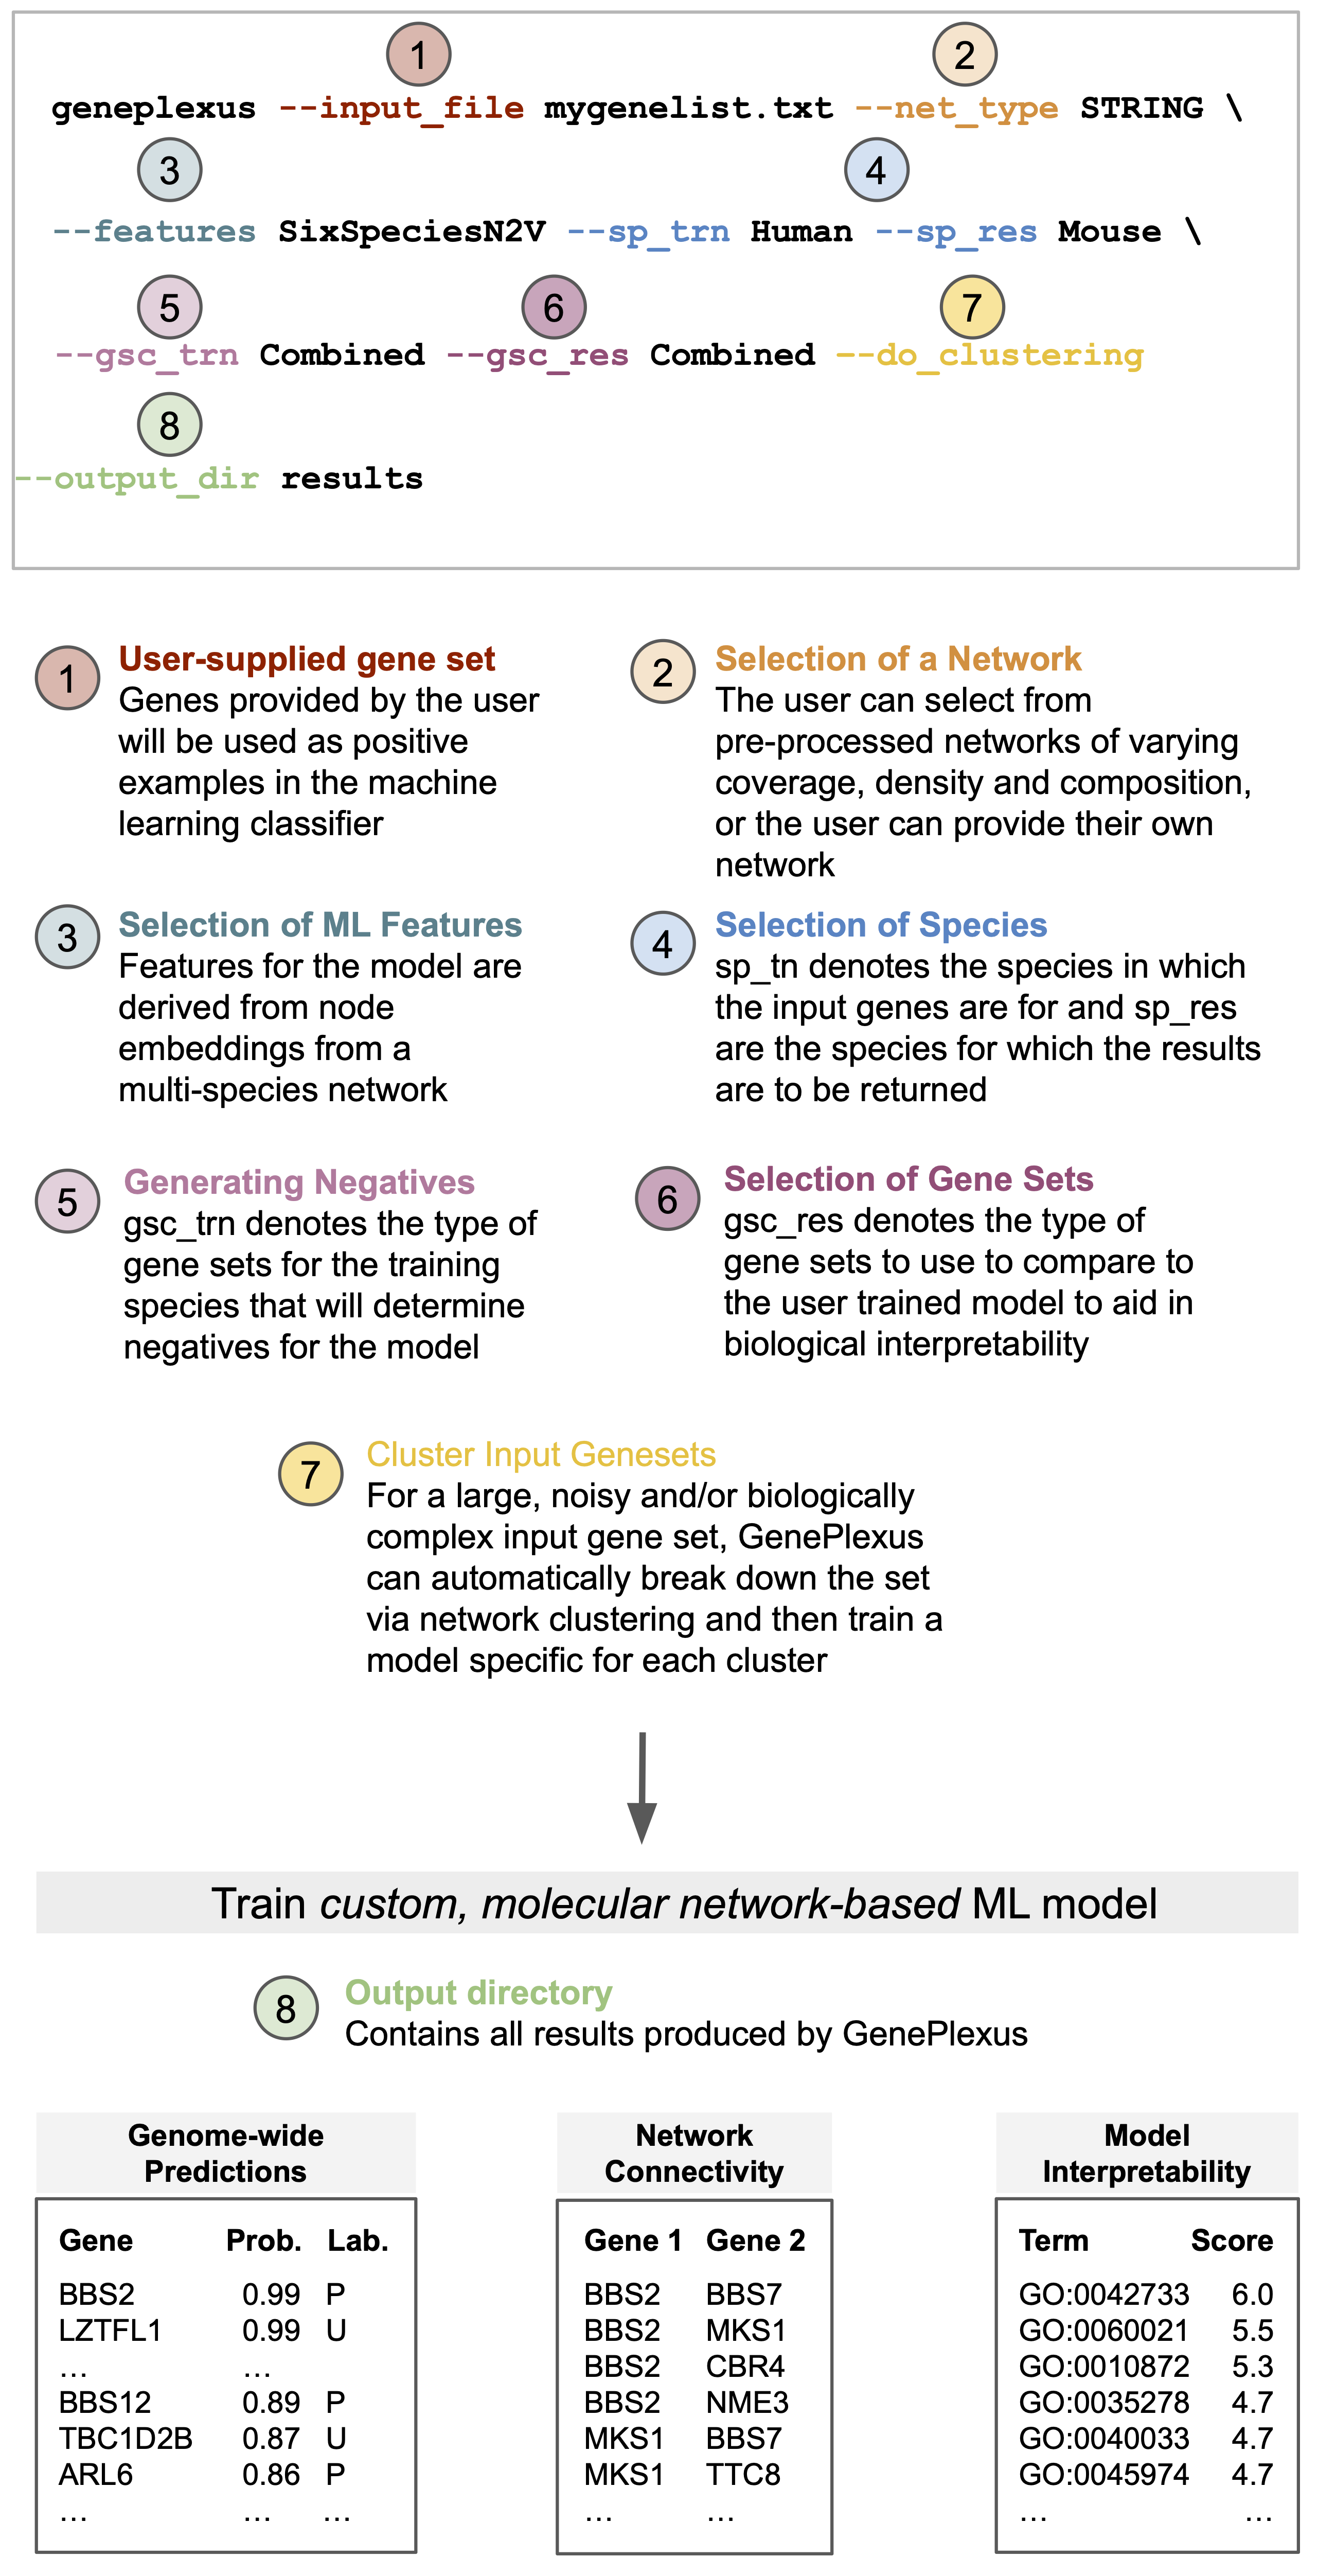 1 2
geneplexus --input_file mygenelist.txt --net_type STRING \
3 4
--features SixSpeciesN2V --sp_trn Human --sp_res Mouse \
5 6 7
--gsc_trn Combined --gsc_res Combined --do_clustering
8
--output_dir results
1 User-supplied gene set
Genes provided by the user
will be used as positive
examples in the machine
learning classifier
2 Selection of a Network
The user can select from
pre-processed networks of varying
coverage, density and composition,
or the user can provide their own
network
3 Selection of ML Features
Features for the model are
derived from node
embeddings from a
multi-species network
4 Selection of Species
sp_tn denotes the species in which
the input genes are for and sp_res
are the species for which the results
are to be returned
5 Generating Negatives
gsc_trn denotes the type of
gene sets for the training
species that will determine
negatives for the model
6 Selection of Gene Sets
gsc_res denotes the type of
gene sets to use to compare to
the user trained model to aid in
biological interpretability
7 Cluster Input Genesets
For a large, noisy and/or biologically
complex input gene set, GenePlexus
can automatically break down the set
via network clustering and then train a
model specific for each cluster
Train custom, molecular network-based ML model
8 Output directory
Contains all results produced by GenePlexus
Genome-wide
Predictions
Gene Prob. Lab.
BBS2 0.99 P
LZTFL1 0.99 U
... ...
BBS12 0.89 P
TBC1D2B 0.87 U
ARL6 0.86 P
... ... ...
Network
Connectivity
Gene 1 Gene 2
BBS2 BBS7
BBS2 MKS1
BBS2 CBR4
BBS2 NME3
MKS1 BBS7
MKS1 TTC8
... ...
Model
Interpretability
Term Score
GO:0042733 6.0
GO:0060021 5.5
GO:0010872 5.3
GO:0035278 4.7
GO:0040033 4.7
GO:0045974 4.7
... ...